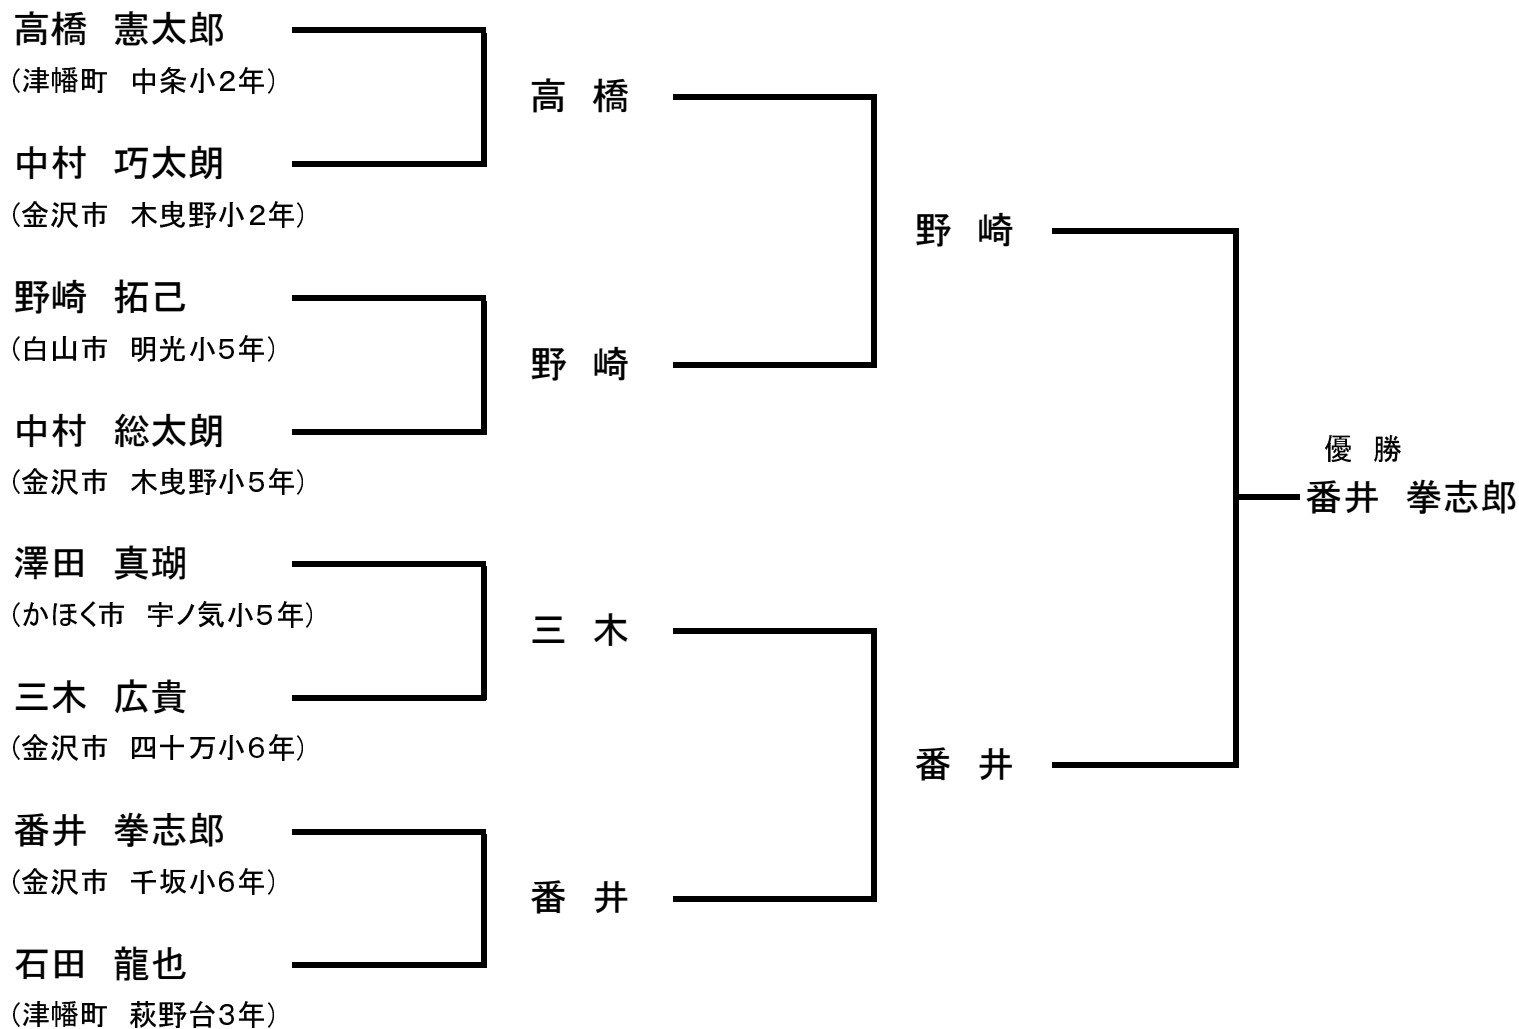 高橋　憲太郎
（津幡町　中条小２年）
中村　巧太朗
（金沢市　木曳野小２年）
野崎　拓己
（白山市　明光小５年）
中村　総太朗
（金沢市　木曳野小５年）
澤田　真瑚
（かほく市　宇ノ気小５年）
三木　広貴
（金沢市　四十万小６年）
番井　拳志郎
（金沢市　千坂小６年）
石田　龍也
（津幡町　萩野台３年）
高　橋
野　崎
三　木
番　井
野　崎
番　井
優　勝
番井　拳志郎